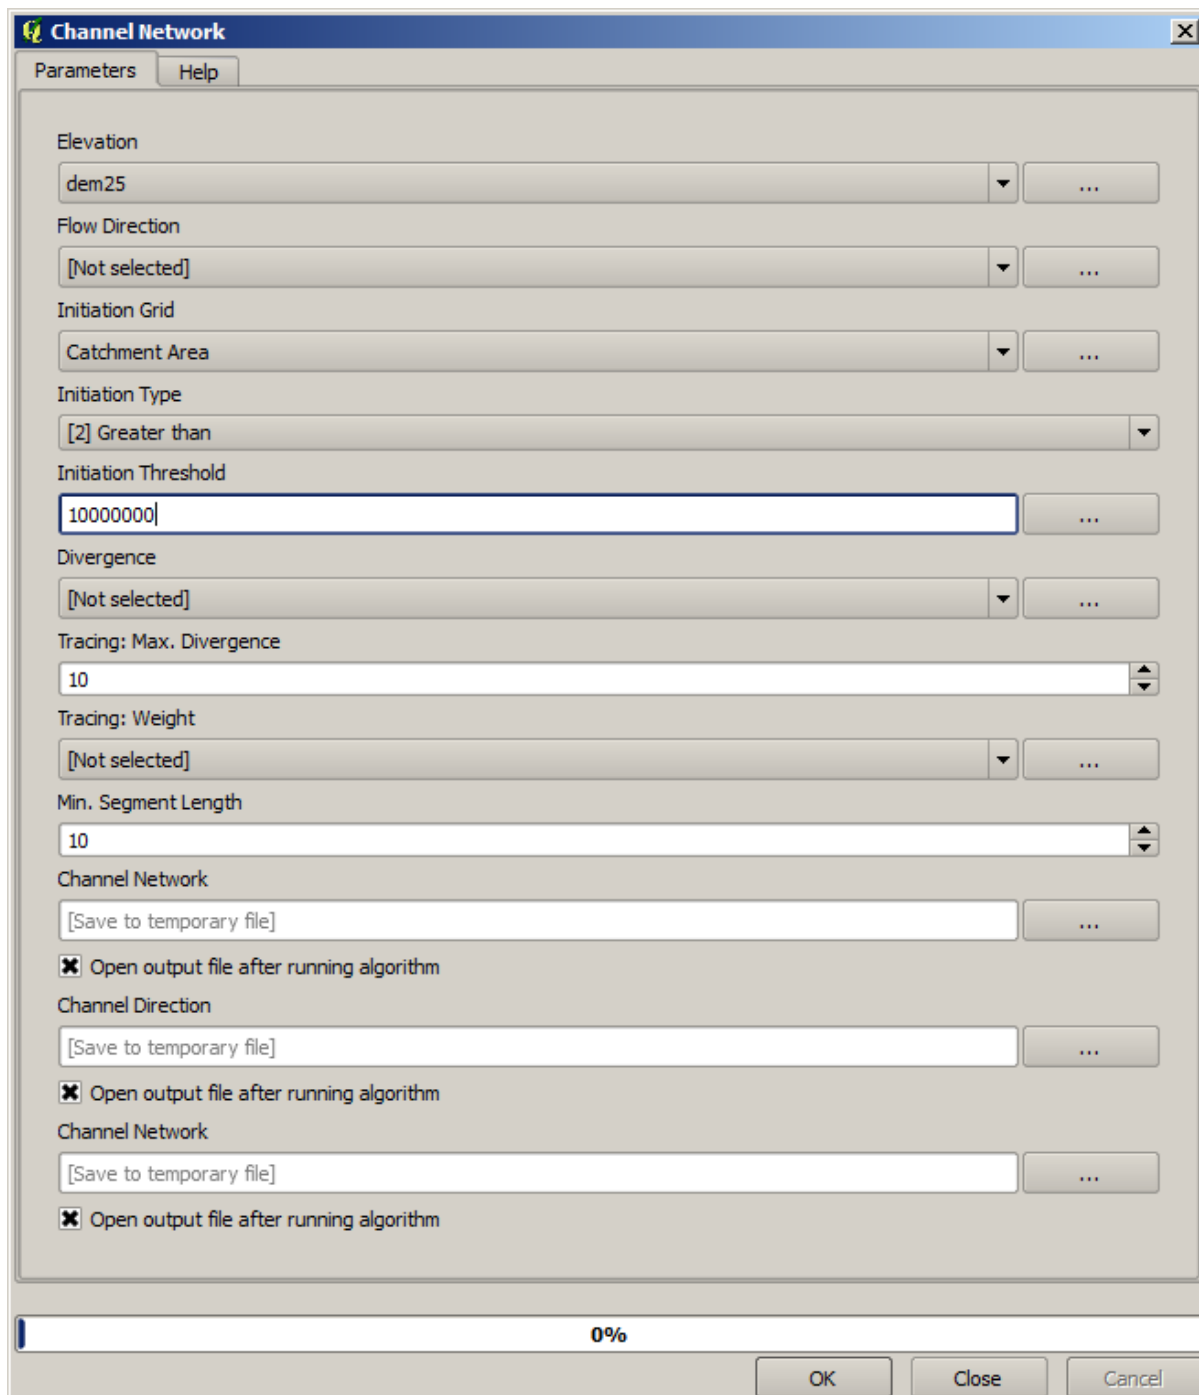 Channel Network
Parameters Help
Elevation
dem25 ...
Flow Direction
[Not selected] ...
Initiation Grid
Catchment Area ...
Initiation Type
[2] Greater than
Initiation Threshold
10000000 ...
Divergence
[Not selected] ...
Tracing: Max. Divergence
10
Tracing: Weight
[Not selected] ...
Min. Segment Length
10
Channel Network
[Save to temporary file] ...
Open output file after running algorithm
Channel Direction
[Save to temporary file] ...
Open output file after running algorithm
Channel Network
[Save to temporary file] ...
Open output file after running algorithm
0%
OK Close Cancel